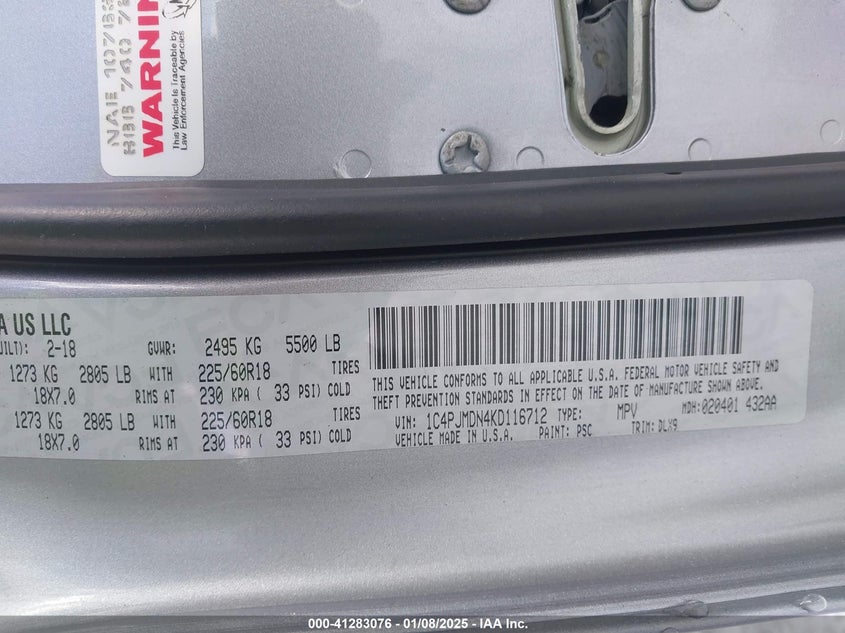 WARNIN
This Vehicle Is Traceable by
Law Enforcement Agencies
A US LLC
UILT): 2-18 GVWR: 2495 KG 5500 LB
1273 KG 2805 LB WITH 225/60R18 TIRES
18X7.0 RIMS AT 230 KPA ( 33 PSI) COLD
1273 KG 2805 LB WITH 225/60R18 TIRES
18X7.0 RIMS AT 230 KPA ( 33 PSI) COLD
THIS VEHICLE CONFORMS TO ALL APPLICABLE U.S.A. FEDERAL MOTOR VEHICLE SAFETY AND
THEFT PREVENTION STANDARDS IN EFFECT ON THE DATE OF MANUFACTURE SHOWN ABOVE.
VIN: 1C4PJMDN4KD116712 TYPE: MPV MDH:020401 432AA
VEHICLE MADE IN U.S.A. PAINT: PSC TRIM: DLX9
000-41283076 - 01/08/2025 - IAA Inc.